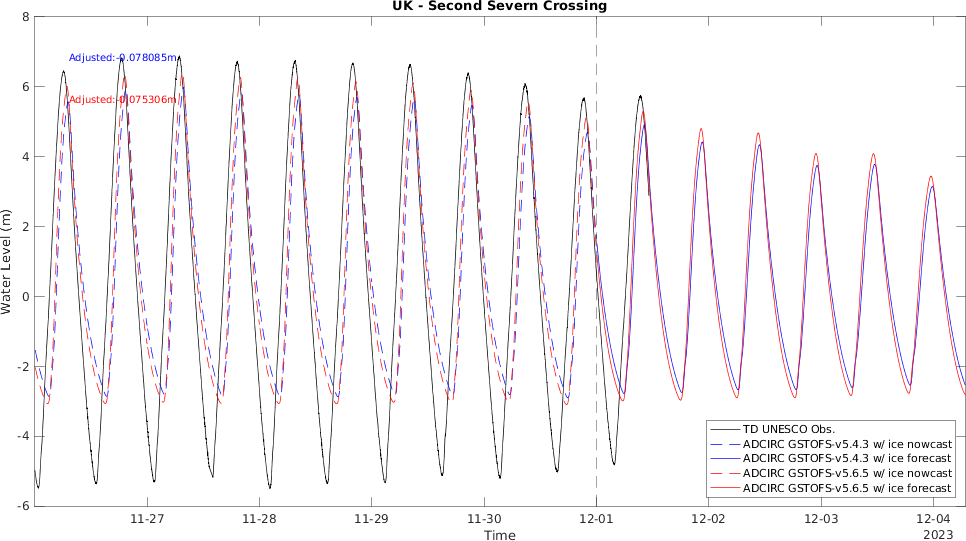 UK - Second Severn Crossing
8
6
4
2
0
-2
-4
-6
Water Level (m)
Adjusted:-0.078085m
Adjusted:-0.075306m
TD UNESCO Obs.
ADCIRC GSTOFS-v5.4.3 w/ ice nowcast
ADCIRC GSTOFS-v5.4.3 w/ ice forecast
ADCIRC GSTOFS-v5.6.5 w/ ice nowcast
ADCIRC GSTOFS-v5.6.5 w/ ice forecast
11-27 11-28 11-29 11-30 12-01 12-02 12-03 12-04
Time
2023